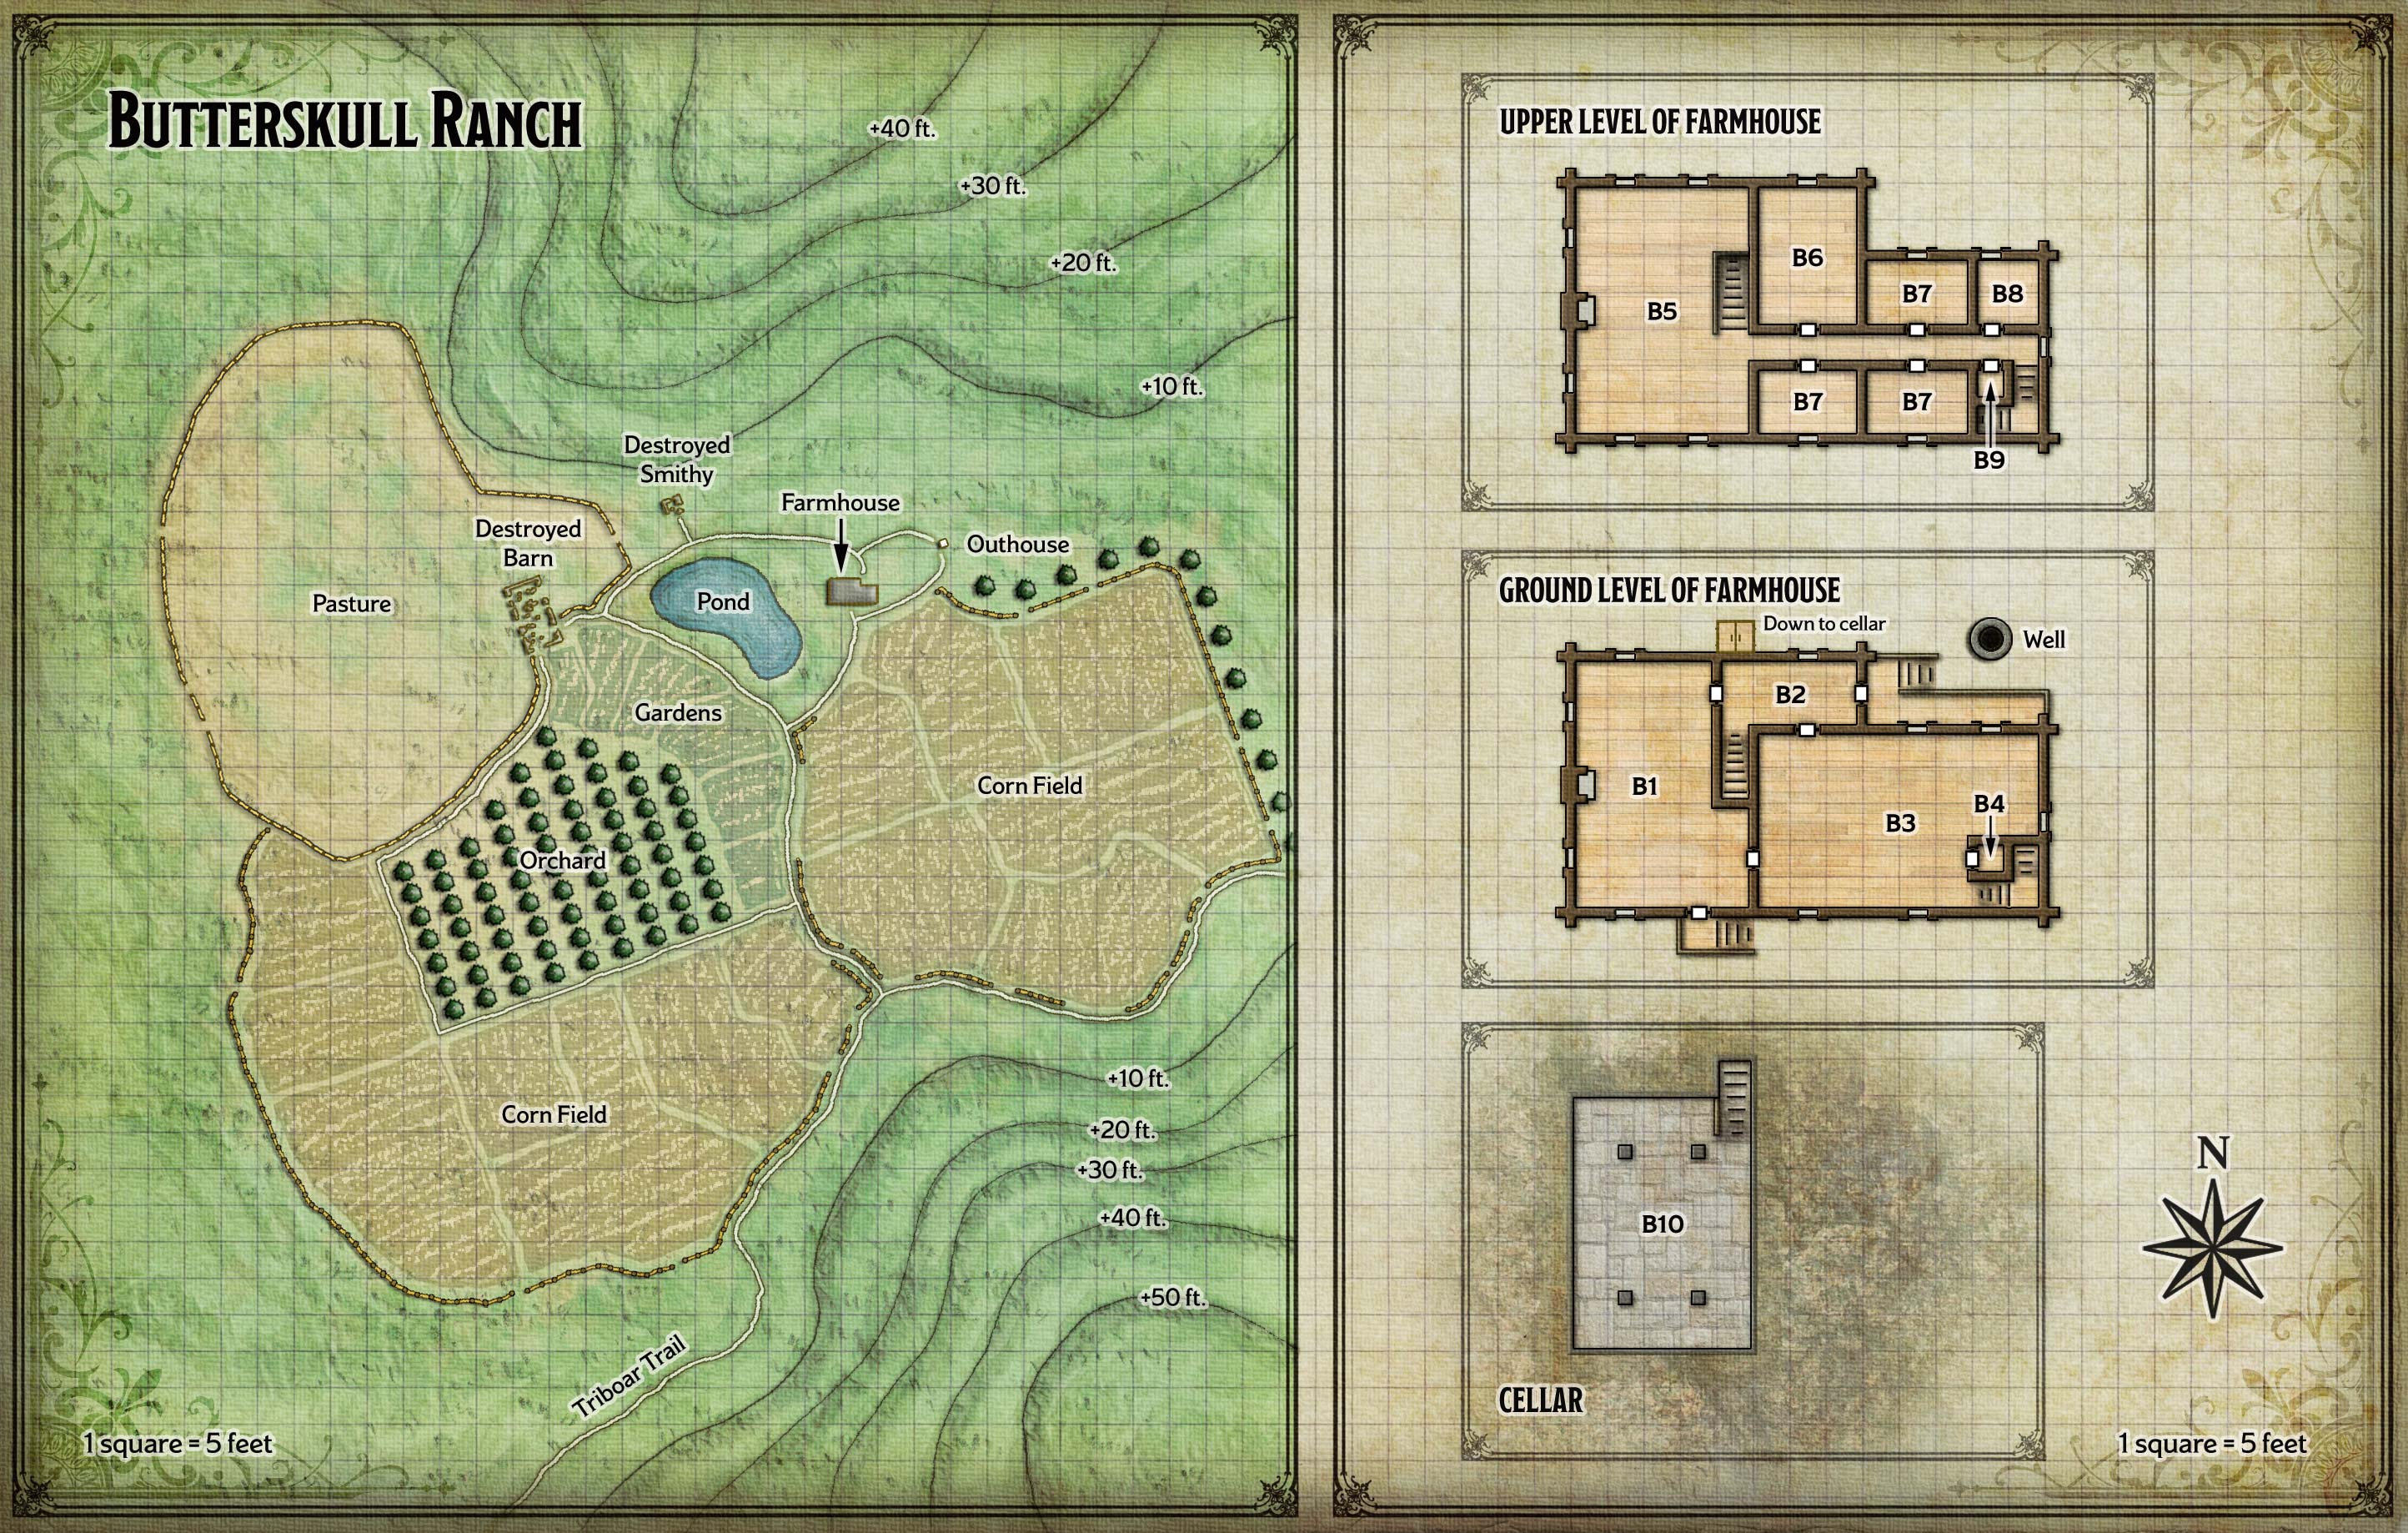 BUTTERSKULL RANCH
+40 ft.
+30 ft.
+20 ft.
+10 ft.
Destroyed
Smithy
Farmhouse
Destroyed
Barn
Outhouse
Pasture
Pond
Gardens
Corn Field
Orchard
Corn Field
+10 ft.
+20 ft.
+30 ft.
+40 ft.
+50 ft.
Triboar Trail
1 square = 5 feet
UPPER LEVEL OF FARMHOUSE
B6
B7
B8
B5
B7
B7
B9
GROUND LEVEL OF FARMHOUSE
Down to cellar
Well
B2
B1
B4
B3
B10
CELLAR
N
1 square = 5 feet